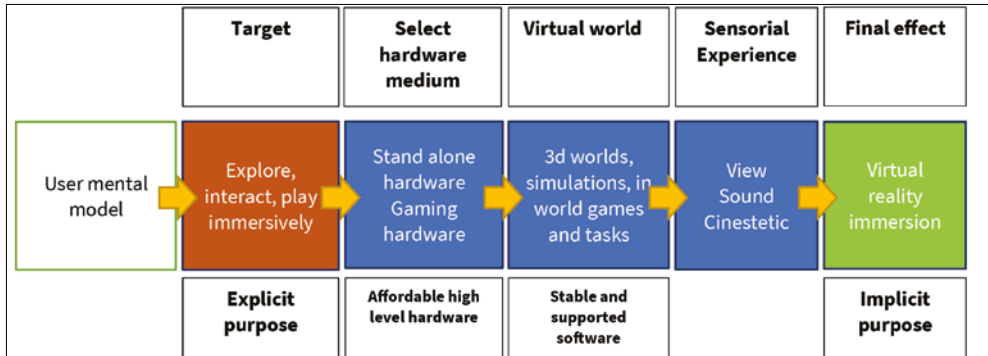 Target
Select
hardware
medium
Virtual world
Sensorial
Experience
Final effect
User mental
model
Explore,
interact, play
immersively
Stand alone
hardware
Gaming
hardware
3d worlds,
simulations, in
world games
and tasks
View
Sound
Cinestetic
Virtual
reality
immersion
Explicit
purpose
Affordable high
level hardware
Stable and
supported
software
Implicit
purpose